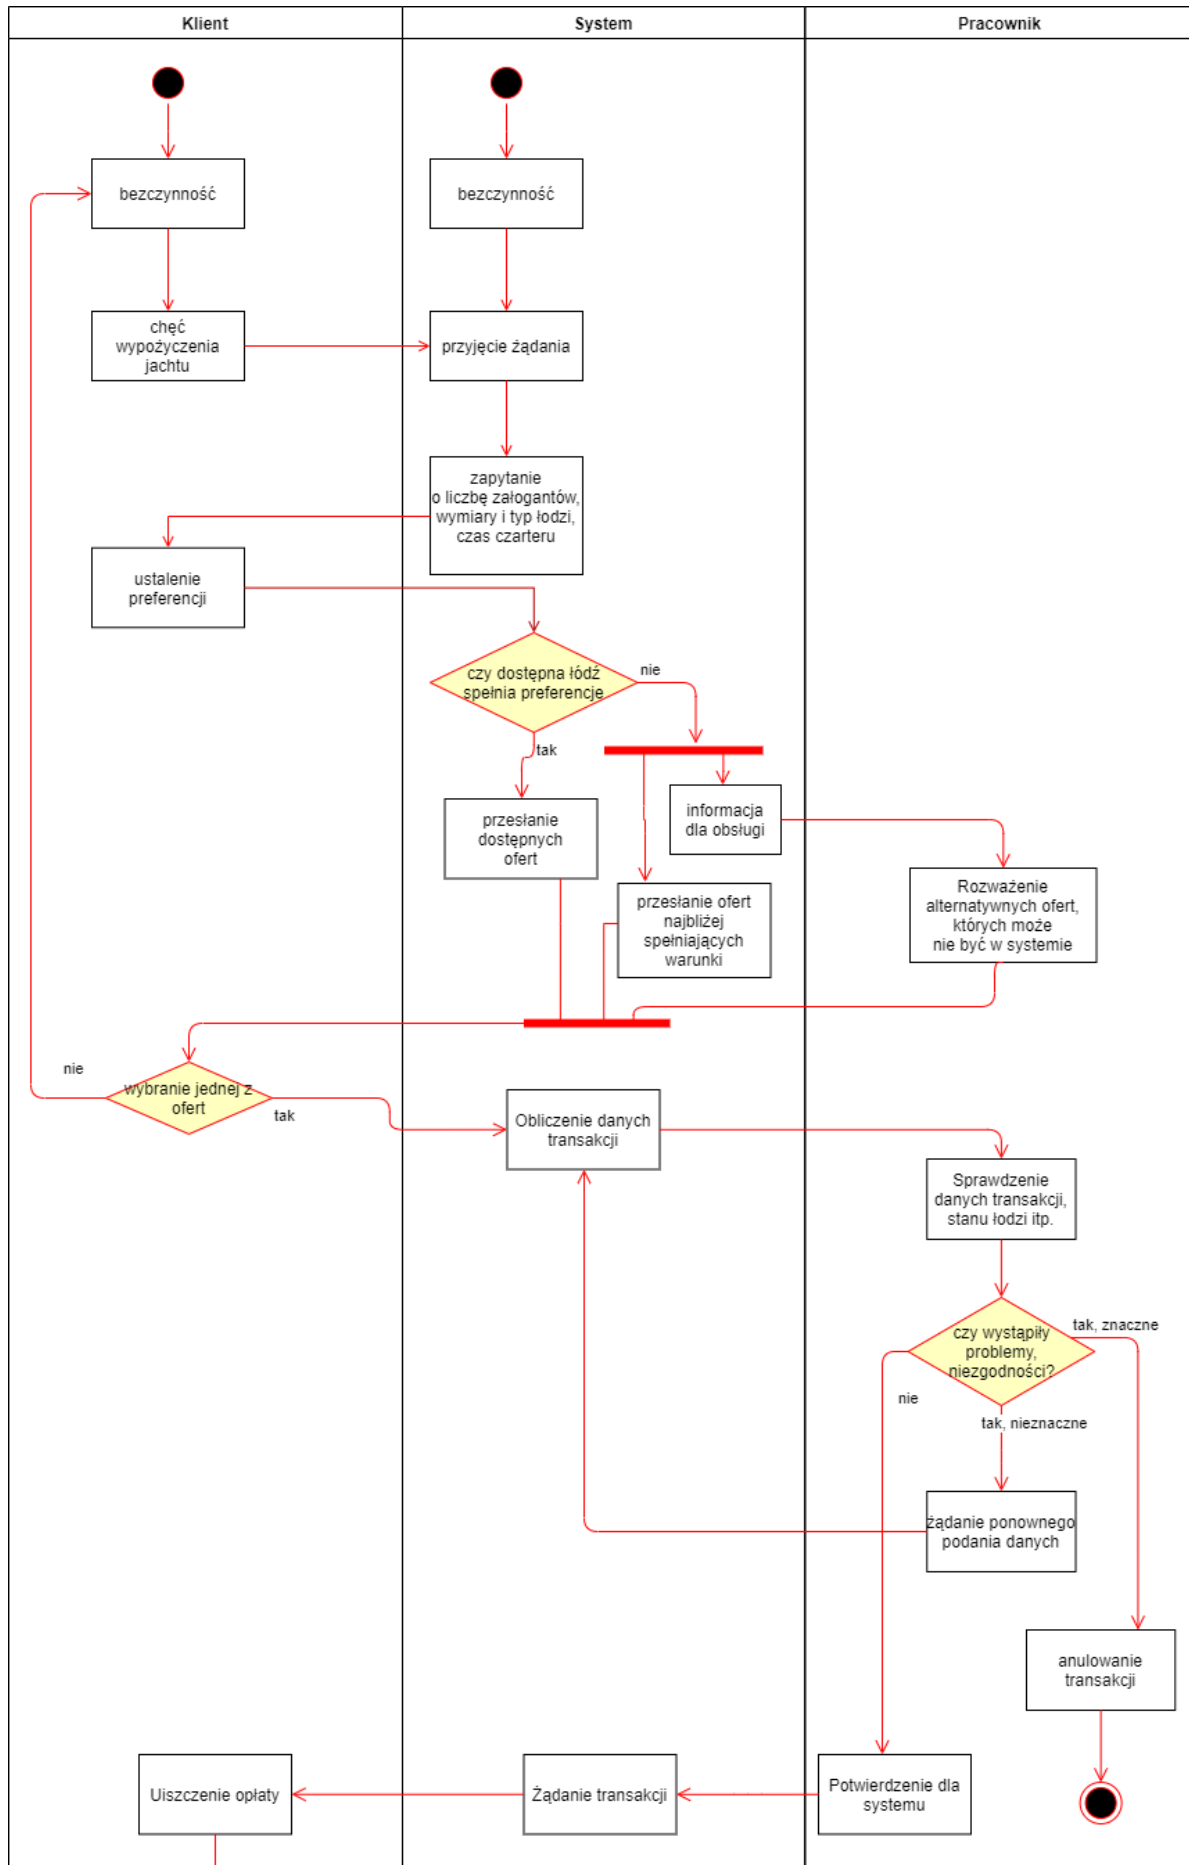 Klient
System
Pracownik
bezczynność
bezczynność
chęć
wypożyczenia
jachtu
przyjęcie żądania
zapytanie
o liczbę załogantów,
wymiary i typ łodzi,
czas czarteru
ustalenie
preferencji
czy dostępna łódź
spełnia preferencje
nie
tak
informacja
dla obsługi
przesłanie
dostępnych
ofert
Rozważenie
alternatywnych ofert,
których może
nie być w systemie
przesłanie ofert
najbliżej
spełniających
warunki
nie
wybranie jednej z
ofert
tak
Obliczenie danych
transakcji
Sprawdzenie
danych transakcji,
stanu łodzi itp.
czy wystąpiły
problemy,
niezgodności?
tak, znaczne
nie
tak, nieznaczne
żądanie ponownego
podania danych
anulowanie
transakcji
Uiszczenie opłaty
Żądanie transakcji
Potwierdzenie dla
systemu